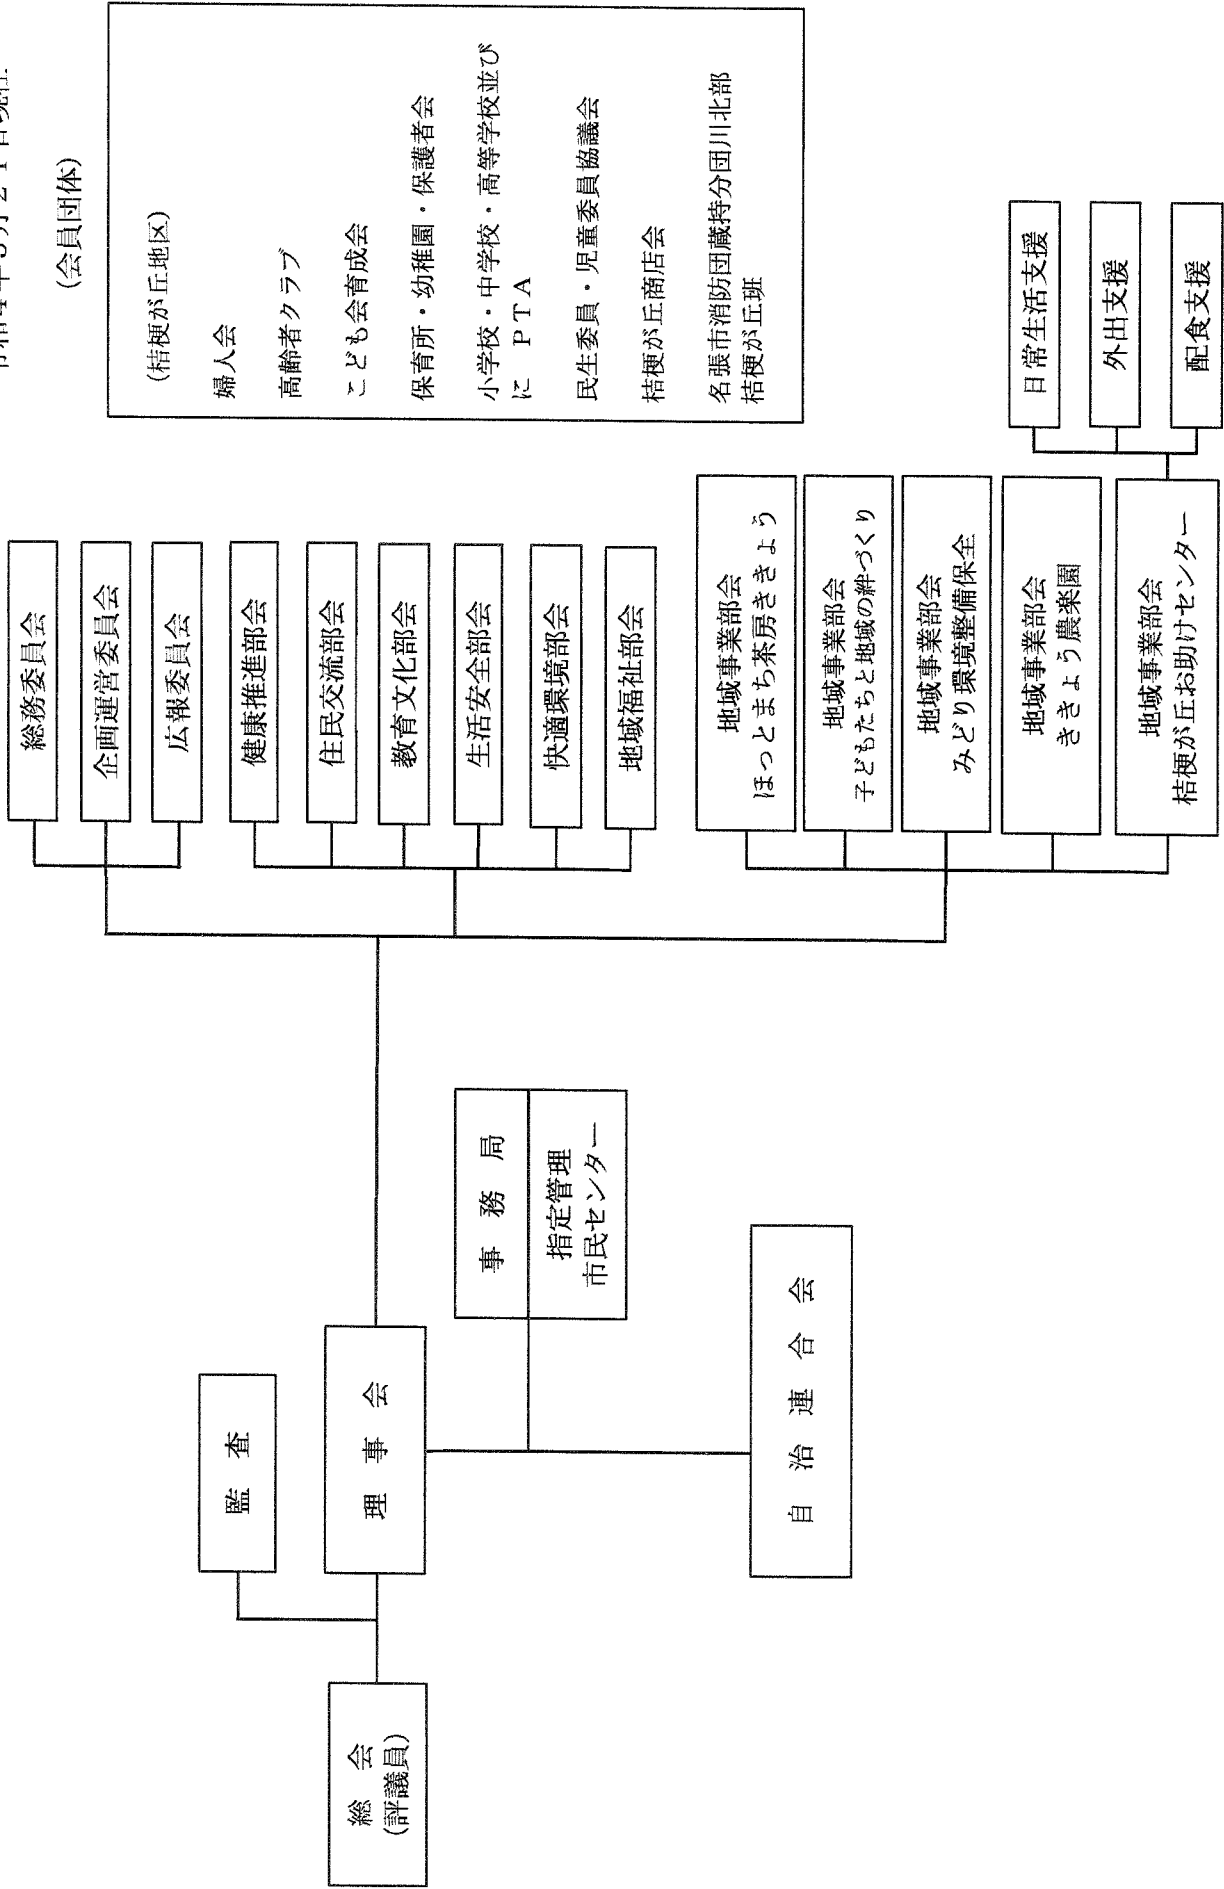 (会員団体)
(桔梗が丘地区)
婦人会
高齢者クラブ
こども会育成会
保育所・幼稚園・保護者会
小学校・中学校・高等学校並び
に PTA
民生委員・児童委員協議会
桔梗が丘商店会
名張市消防団蔵持分団川北部
桔梗が丘班
総 会
(評議員)
監 査
理 事 会
事 務 局
指定管理
市民センター
自 治 連 合 会
総務委員会
企画運営委員会
広報委員会
健康推進部会
住民交流部会
教育文化部会
生活安全部会
快適環境部会
地域福祉部会
地域事業部会
ほっとまち茶房ききょう
地域事業部会
子どもたちと地域の絆づくり
地域事業部会
みどり環境整備保全
地域事業部会
ききょう農楽園
地域事業部会
桔梗が丘お助けセンター
日常生活支援
外出支援
配食支援